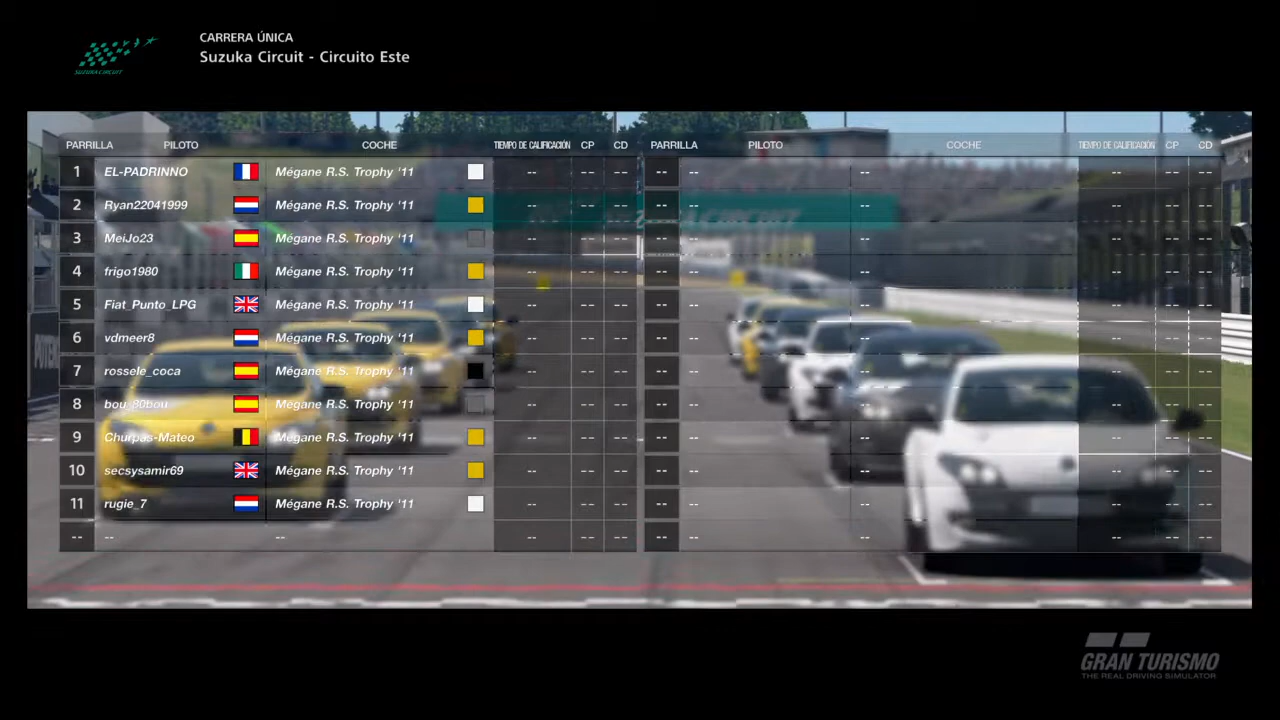 CARRERA ÚNICA
Suzuka Circuit - Circuito Este
SUZUKA CIRCUIT
PARRILLA PILOTO COCHE TIEMPO DE CALIFICACIÓN CP CD PARRILLA PILOTO COCHE TIEMPO DE CALIFICACIÓN CP CD
1 EL-PADRINNO Mégane R.S. Trophy '11 -- -- -- -- -- -- -- -- --
2 Ryan22041999 Mégane R.S. Trophy '11 -- -- -- -- -- -- -- -- --
3 MeiJo23 Mégane R.S. Trophy '11 -- -- -- -- -- -- -- -- --
4 frigo1980 Mégane R.S. Trophy '11 -- -- -- -- -- -- -- -- --
5 Fiat_Punto_LPG Mégane R.S. Trophy '11 -- -- -- -- -- -- -- -- --
6 vdmeer8 Mégane R.S. Trophy '11 -- -- -- -- -- -- -- -- --
7 rossele_coca Mégane R.S. Trophy '11 -- -- -- -- -- -- -- -- --
8 bou_80bou Mégane R.S. Trophy '11 -- -- -- -- -- -- -- -- --
9 Churpas-Mateo Mégane R.S. Trophy '11 -- -- -- -- -- -- -- -- --
10 secsysamir69 Mégane R.S. Trophy '11 -- -- -- -- -- -- -- -- --
11 rugie_7 Mégane R.S. Trophy '11 -- -- -- -- -- -- -- -- --
-- -- -- -- -- -- -- -- -- -- -- --
GRAN TURISMO
THE REAL DRIVING SIMULATOR